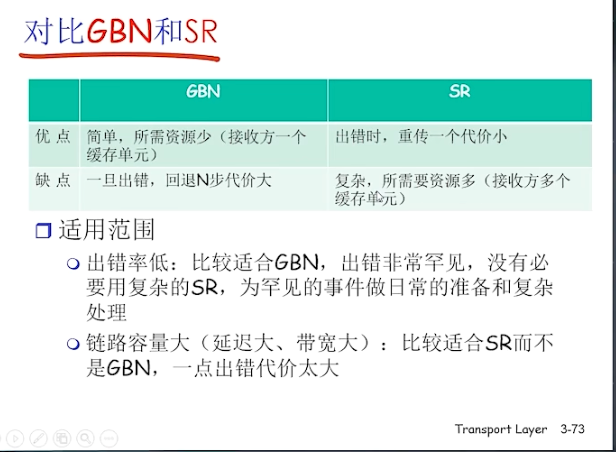 对比GBN和SR
GBN SR
优 点 简单，所需资源少（接收方一个 出错时，重传一个代价小
缓存单元）
缺 点 一旦出错，回退N步代价大 复杂，所需要资源多（接收方多个
缓存单元）
适用范围
出错率低：比较适合GBN，出错非常罕见，没有必
要用复杂的SR，为罕见的事件做日常的准备和复杂
处理
链路容量大（延迟大、带宽大）：比较适合SR而不
是GBN，一点出错代价太大
Transport Layer 3-73